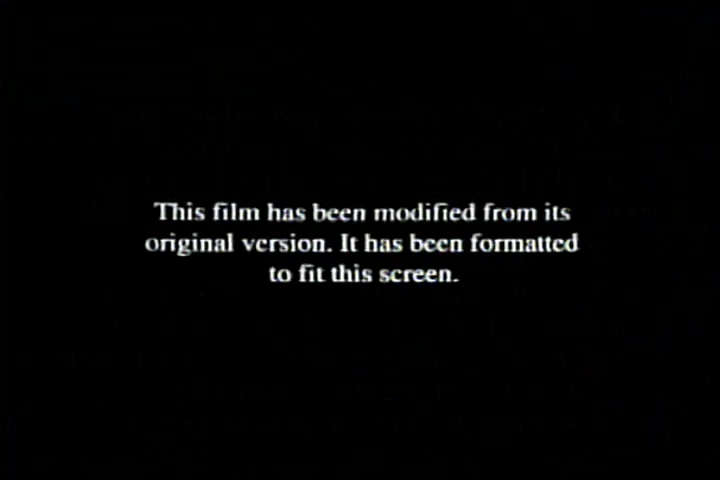 This film has been modified from its
original version. It has been formatted
to fit this screen.